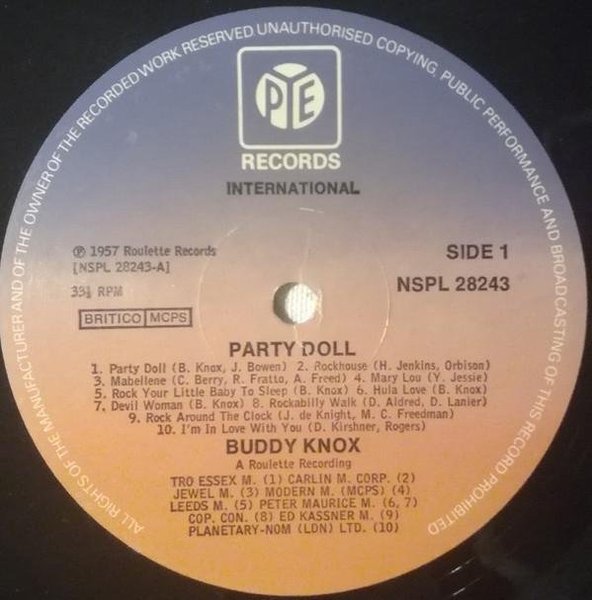 ALL RIGHTS OF THE MANUFACTURER AND OF THE OWNER OF THE RECORDED WORK RESERVED UNAUTHORISED COPYING, PUBLIC PERFORMANCE AND BROADCASTING OF THIS RECORD PROHIBITED
PYE
RECORDS
INTERNATIONAL
℗ 1957 Roulette Records
[NSPL 28243-A]
33⅓ RPM
BRITICO MCPS
SIDE 1
NSPL 28243
PARTY DOLL
1. Party Doll (B. Knox, J. Bowen) 2. Rockhouse (H. Jenkins, Orbison)
3. Mabellene (C. Berry, R. Fratto, A. Freed) 4. Mary Lou (Y. Jessie)
5. Rock Your Little Baby To Sleep (B. Knox) 6. Hula Love (B. Knox)
7. Devil Woman (B. Knox) 8. Rockabilly Walk (D. Aldred, D. Lanier)
9. Rock Around The Clock (J. de Knight, M. C. Freedman)
10. I'm In Love With You (D. Kirshner, Rogers)
BUDDY KNOX
A Roulette Recording
TRO ESSEX M. (1) CARLIN M. CORP. (2)
JEWEL M. (3) MODERN M. (MCPS) (4)
LEEDS M. (5) PETER MAURICE M. (6, 7)
COP. CON. (8) ED KASSNER M. (9)
PLANETARY-NOM (LDN) LTD. (10)